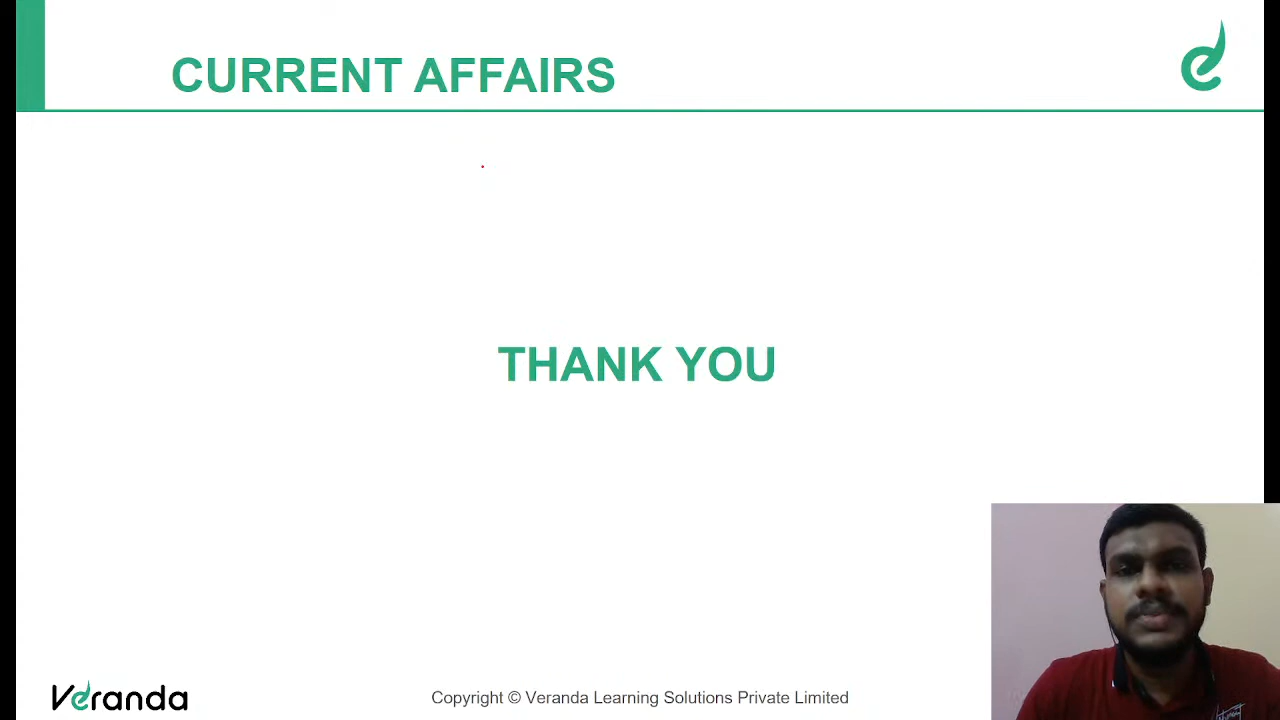 CURRENT AFFAIRS
THANK YOU
Veranda
Copyright © Veranda Learning Solutions Private Limited